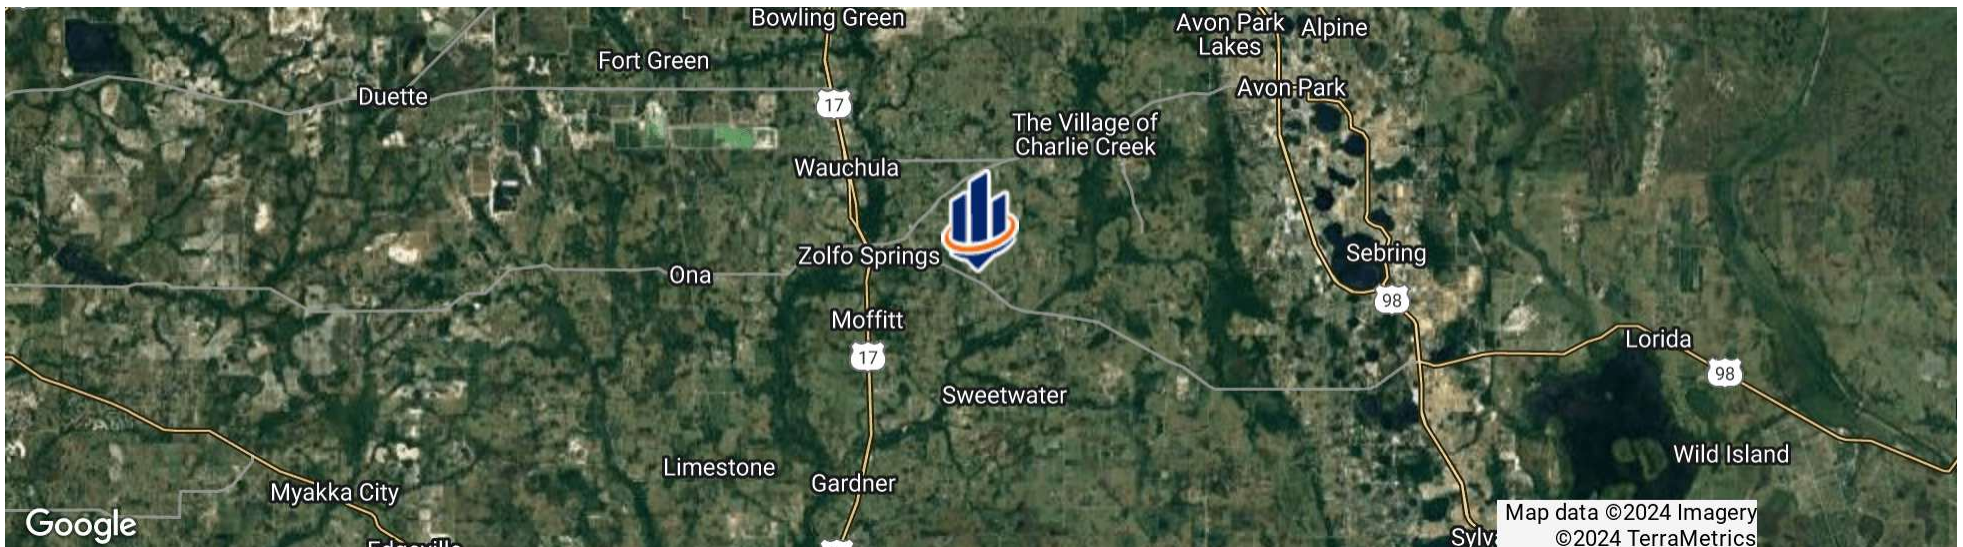 Bowling Green
Avon Park
Lakes
Alpine
Fort Green
Avon Park
Duette
17
The Village of
Charlie Creek
Wauchula
Zolfo Springs
Sebring
Ona
98
Moffitt
Lorida
17
98
Sweetwater
Wild Island
Limestone
Gardner
Myakka City
Google
Map data ©2024 Imagery
©2024 TerraMetrics